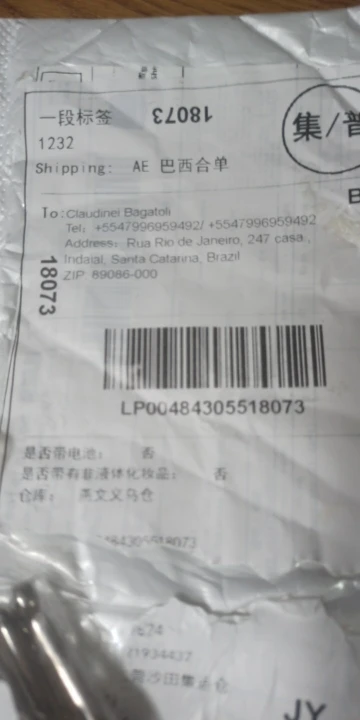 一段标签 18073
1232
Shipping: AE 巴西合单
集/普
To:Claudinei Bagatoli
Tel: +5547996959492/ +5547996959492
Address: Rua Rio de Janeiro, 247 casa.,
Indaial, Santa Catarina, Brazil
ZIP: 89086-000
18073
LP00484305518073
是否带电池: 否
是否带有非液体化妆品: 否
仓库: 燕文义乌仓
484305518073
JY